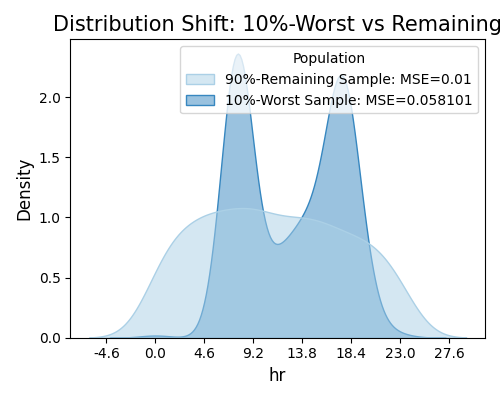 Distribution Shift: 10%-Worst vs Remaining
Population
90%-Remaining Sample: MSE=0.01
10%-Worst Sample: MSE=0.058101
Density
2.0
1.5
1.0
0.5
0.0
-4.6 0.0 4.6 9.2 13.8 18.4 23.0 27.6
hr